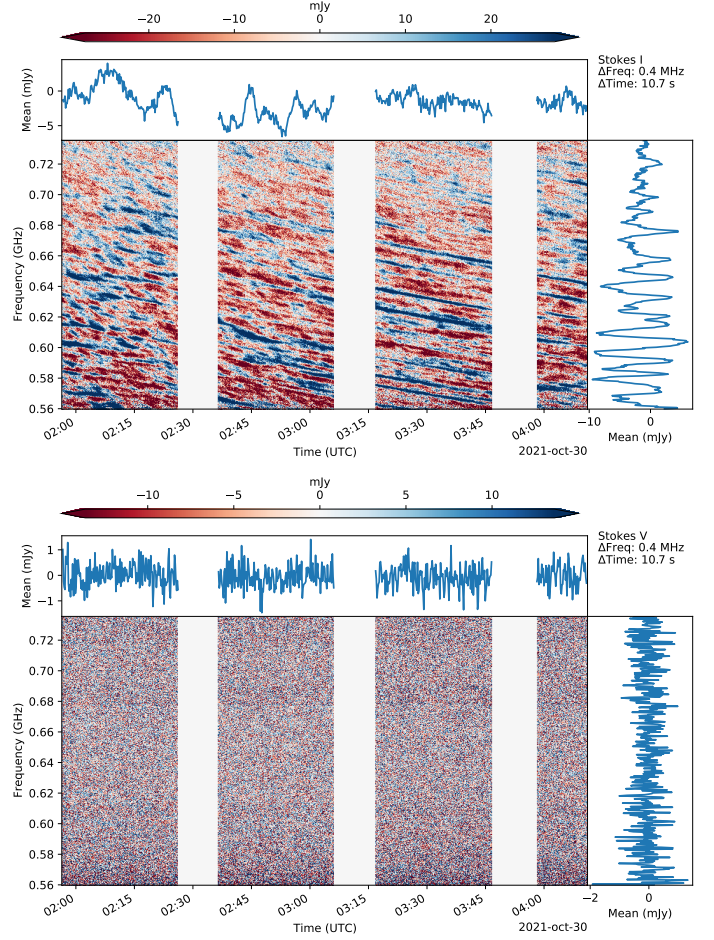 mJy
−20 −10 0 10 20
Stokes I
ΔFreq: 0.4 MHz
ΔTime: 10.7 s
Mean (mJy)
0
−5
Frequency (GHz)
0.72
0.70
0.68
0.66
0.64
0.62
0.60
0.58
0.56
02:00 02:15 02:30 02:45 03:00 03:15 03:30 03:45 04:00
−10 0
Time (UTC)
2021-oct-30
Mean (mJy)
mJy
−10 −5 0 5 10
Stokes V
ΔFreq: 0.4 MHz
ΔTime: 10.7 s
Mean (mJy)
1
0
−1
Frequency (GHz)
0.72
0.70
0.68
0.66
0.64
0.62
0.60
0.58
0.56
02:00 02:15 02:30 02:45 03:00 03:15 03:30 03:45 04:00
−2 0
Time (UTC)
2021-oct-30
Mean (mJy)